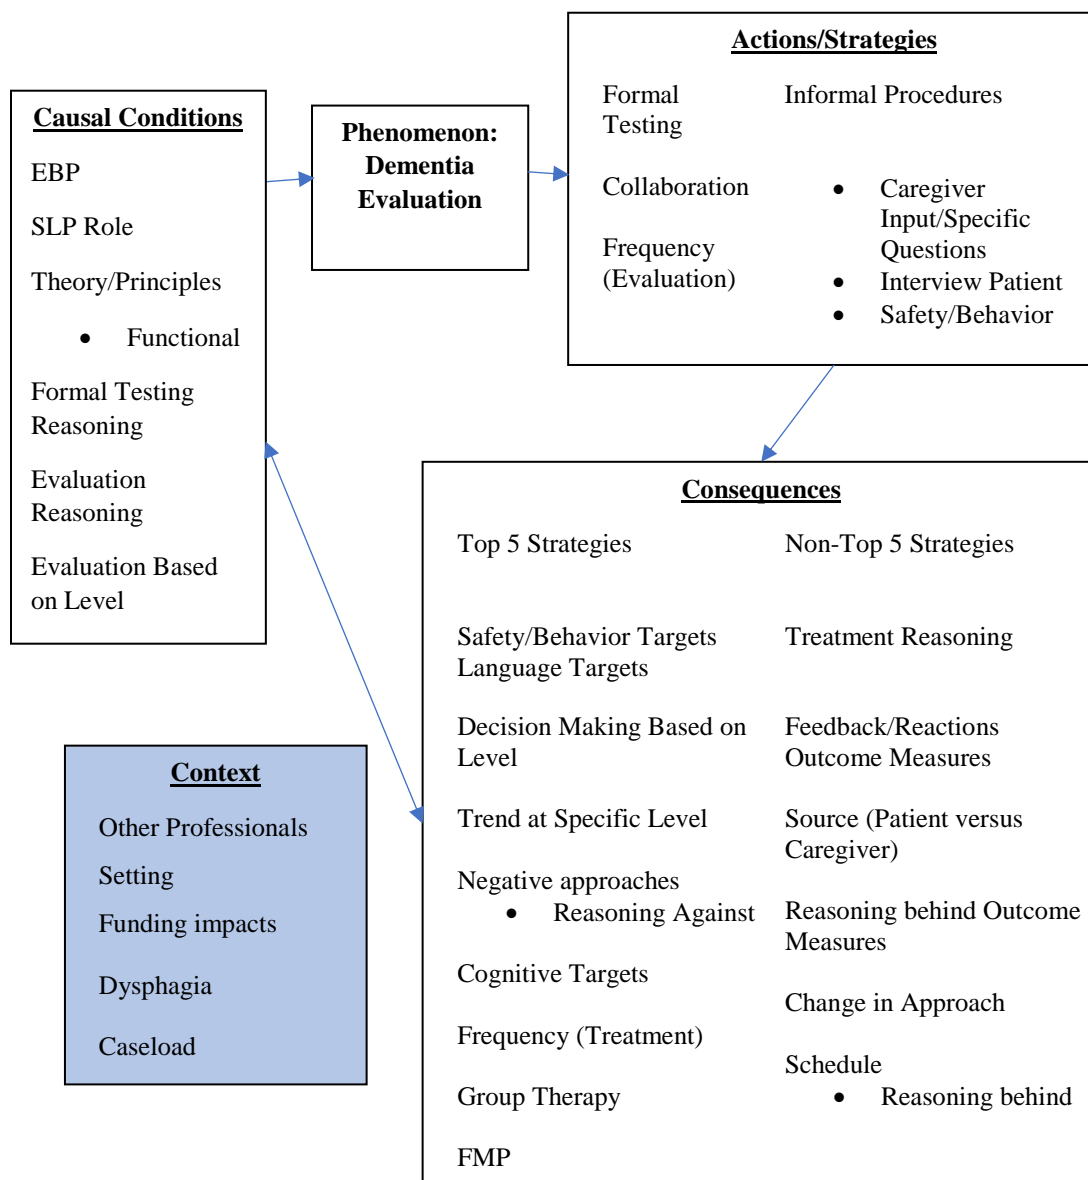 Causal Conditions
EBP
SLP Role
Theory/Principles
• Functional
Formal Testing
Reasoning
Evaluation
Reasoning
Evaluation Based
on Level
Phenomenon:
Dementia
Evaluation
Actions/Strategies
Formal
Testing
Collaboration
Frequency
(Evaluation)
Informal Procedures
• Caregiver
Input/Specific
Questions
• Interview Patient
• Safety/Behavior
Context
Other Professionals
Setting
Funding impacts
Dysphagia
Caseload
Consequences
Top 5 Strategies
Safety/Behavior Targets
Language Targets
Decision Making Based on
Level
Trend at Specific Level
Negative approaches
• Reasoning Against
Cognitive Targets
Frequency (Treatment)
Group Therapy
FMP
Non-Top 5 Strategies
Treatment Reasoning
Feedback/Reactions
Outcome Measures
Source (Patient versus
Caregiver)
Reasoning behind Outcome
Measures
Change in Approach
Schedule
• Reasoning behind